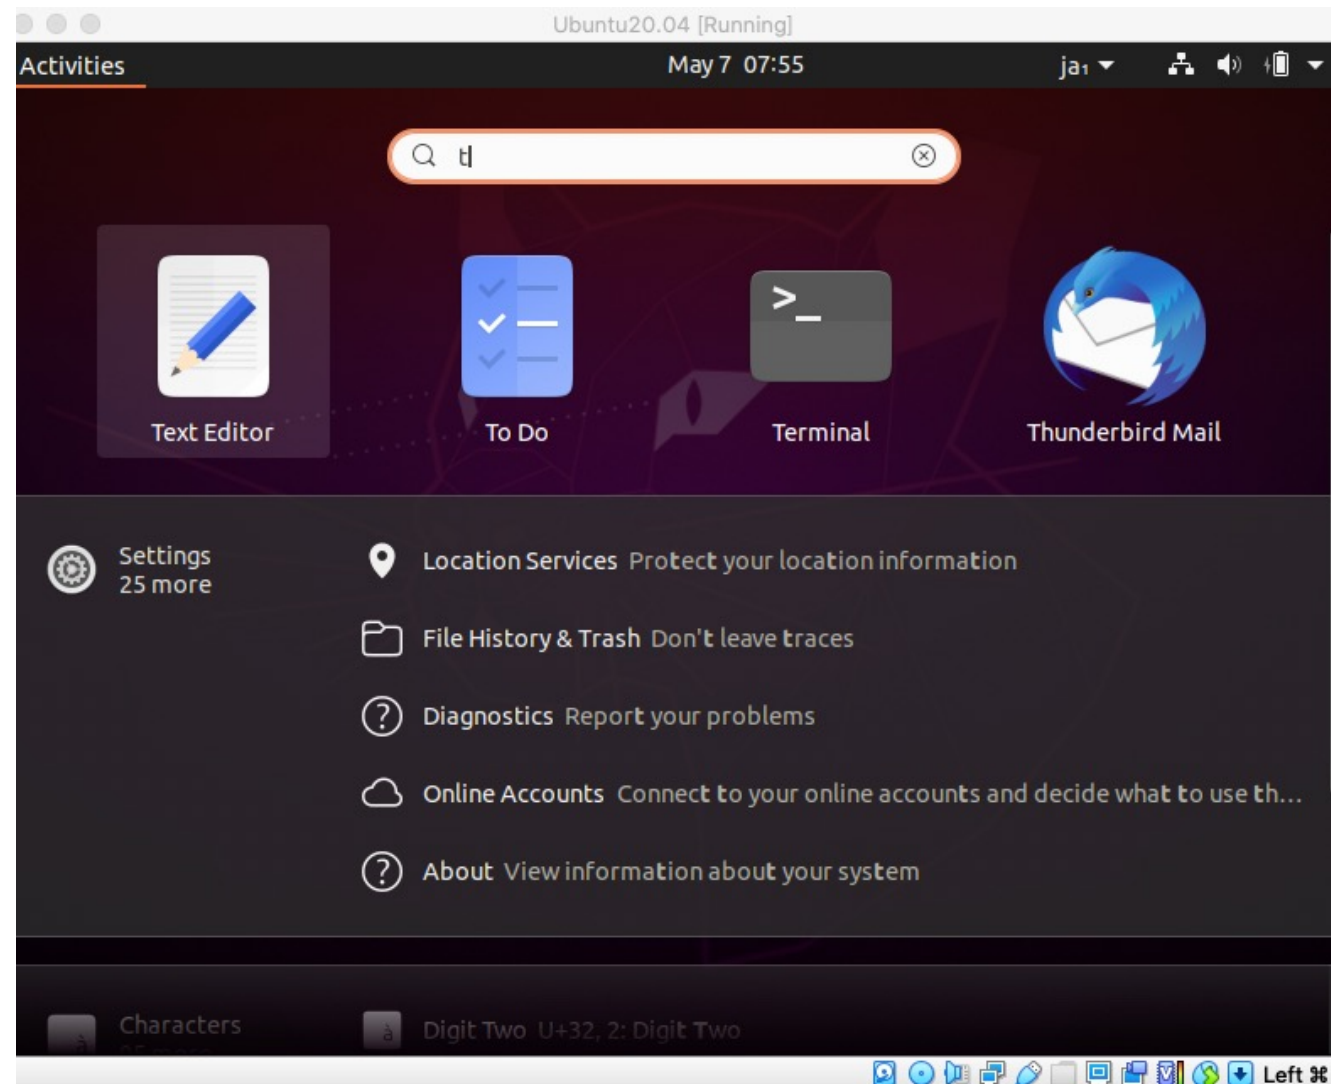 Ubuntu20.04 [Running]
Activities May 7 07:55 ja₁
t
Text Editor To Do Terminal Thunderbird Mail
Settings
25 more
Location Services Protect your location information
File History & Trash Don't leave traces
Diagnostics Report your problems
Online Accounts Connect to your online accounts and decide what to use th...
About View information about your system
Characters
Digit Two U+32, 2: Digit Two
Left ⌘